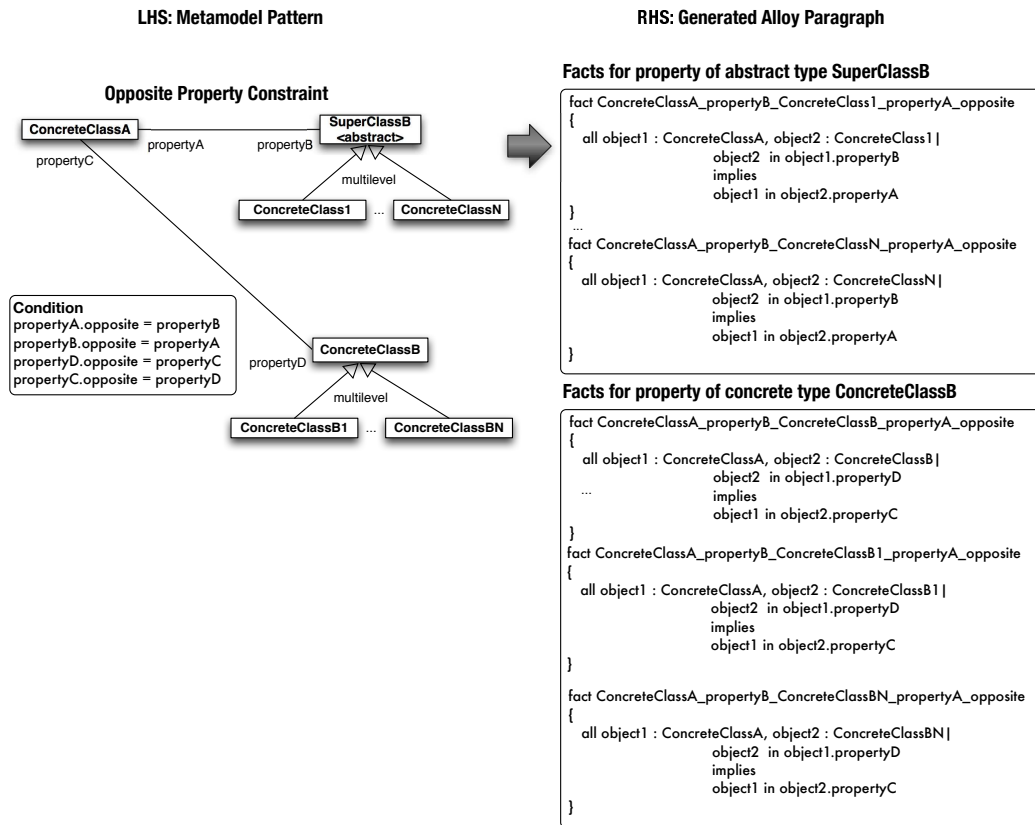 LHS: Metamodel Pattern
Opposite Property Constraint
ConcreteClassA
propertyC
propertyA
propertyB
SuperClassB
<abstract>
multilevel
ConcreteClass1
...
ConcreteClassN
Condition
propertyA.opposite = propertyB
propertyB.opposite = propertyA
propertyD.opposite = propertyC
propertyC.opposite = propertyD
propertyD
ConcreteClassB
multilevel
ConcreteClassB1
...
ConcreteClassBN
RHS: Generated Alloy Paragraph
Facts for property of abstract type SuperClassB
fact ConcreteClassA_propertyB_ConcreteClass1_propertyA_opposite
{
all object1 : ConcreteClassA, object2 : ConcreteClass1|
object2 in object1.propertyB
implies
object1 in object2.propertyA
}
...
fact ConcreteClassA_propertyB_ConcreteClassN_propertyA_opposite
{
all object1 : ConcreteClassA, object2 : ConcreteClassN|
object2 in object1.propertyB
implies
object1 in object2.propertyA
}
Facts for property of concrete type ConcreteClassB
fact ConcreteClassA_propertyB_ConcreteClassB_propertyA_opposite
{
all object1 : ConcreteClassA, object2 : ConcreteClassB|
object2 in object1.propertyD
... implies
object1 in object2.propertyC
}
fact ConcreteClassA_propertyB_ConcreteClassB1_propertyA_opposite
{
all object1 : ConcreteClassA, object2 : ConcreteClassB1|
object2 in object1.propertyD
implies
object1 in object2.propertyC
}
fact ConcreteClassA_propertyB_ConcreteClassBN_propertyA_opposite
{
all object1 : ConcreteClassA, object2 : ConcreteClassBN|
object2 in object1.propertyD
implies
object1 in object2.propertyC
}